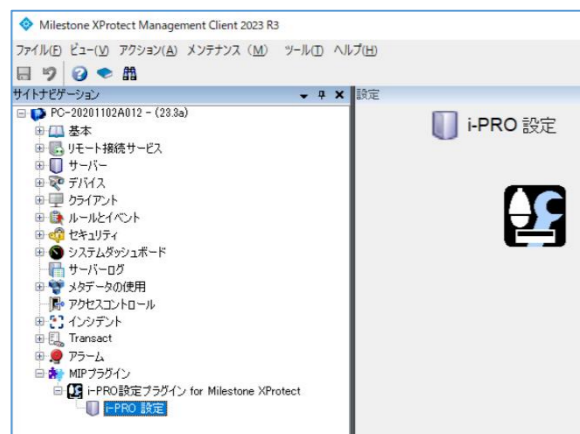 Milestone XProtect Management Client 2023 R3
ファイル(F) ビュー(V) アクション(A) メンテナンス (M) ツール(T) ヘルプ(H)
サイトナビゲーション
設定
PC-20201102A012 - (23.3a)
基本
リモート接続サービス
サーバー
デバイス
クライアント
ルールとイベント
セキュリティ
システムダッシュボード
サーバーログ
メタデータの使用
アクセスコントロール
インシデント
Transact
アラーム
MIPプラグイン
i-PRO設定プラグイン for Milestone XProtect
i-PRO 設定
i-PRO 設定